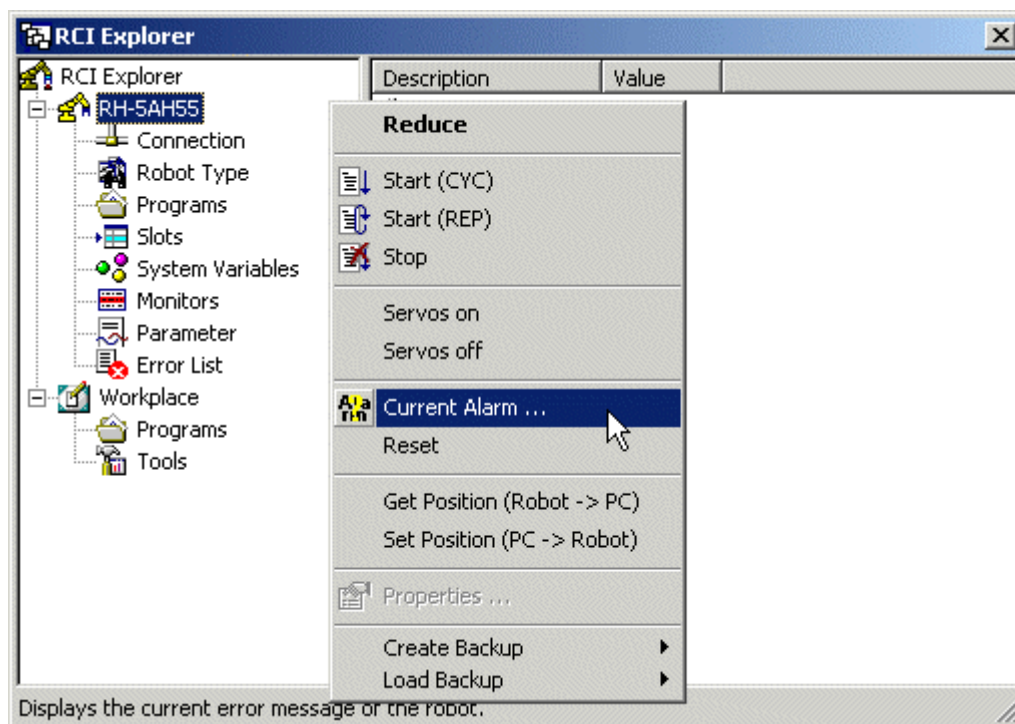 RCI Explorer
RCI Explorer
RH-5AH55
Connection
Robot Type
Programs
Slots
System Variables
Monitors
Parameter
Error List
Workplace
Programs
Tools
Description Value
Reduce
Start (CYC)
Start (REP)
Stop
Servos on
Servos off
Current Alarm ...
Reset
Get Position (Robot -> PC)
Set Position (PC -> Robot)
Properties ...
Create Backup
Load Backup
Displays the current error message of the robot.